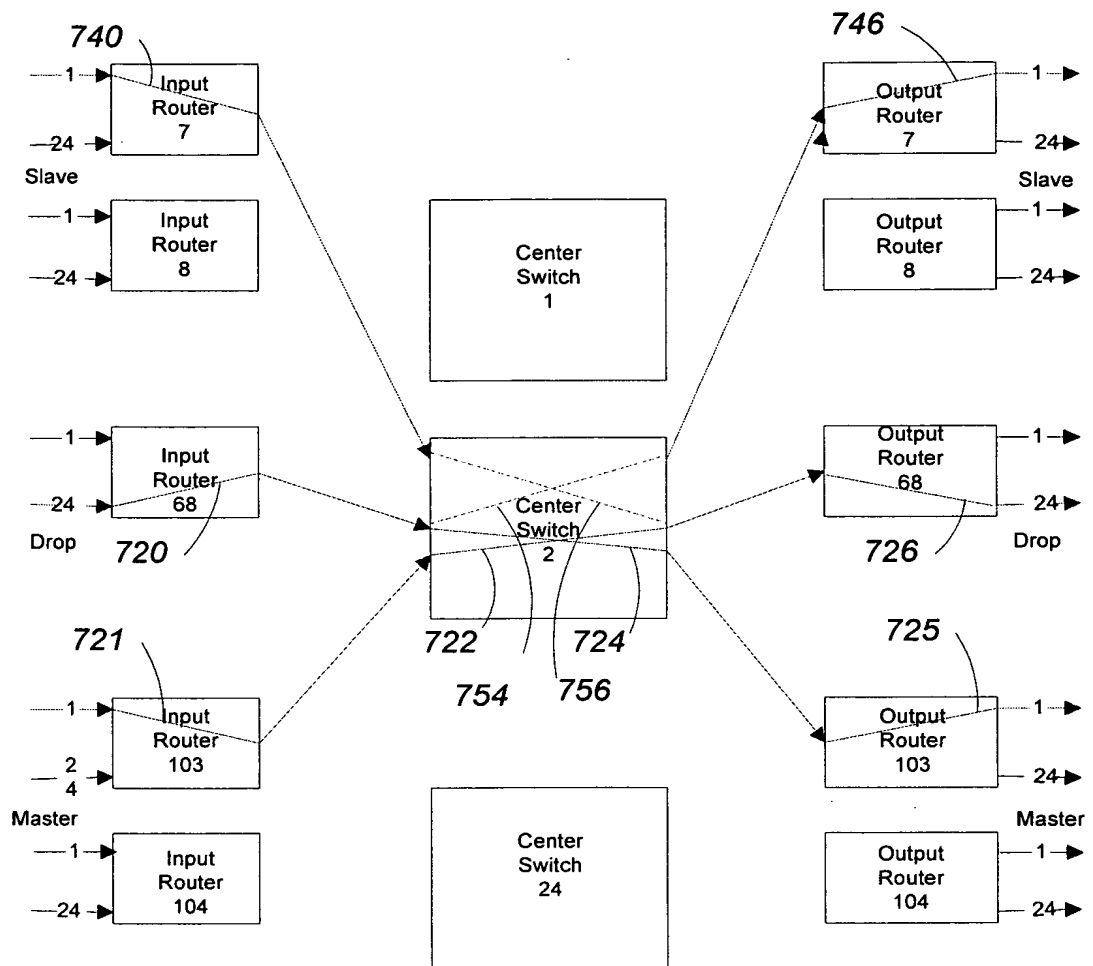 740
746
1
Input
Router
7
24
Slave
Output
Router
7
1
24
Slave
1
Input
Router
8
24
Center
Switch
1
Output
Router
8
1
24
1
Input
Router
68
24
Drop
720
Center
Switch
2
Output
Router
68
1
24
Drop
726
722
724
754
756
721
725
1
Input
Router
103
2
4
Master
Output
Router
103
1
24
Master
1
Input
Router
104
24
Center
Switch
24
Output
Router
104
1
24